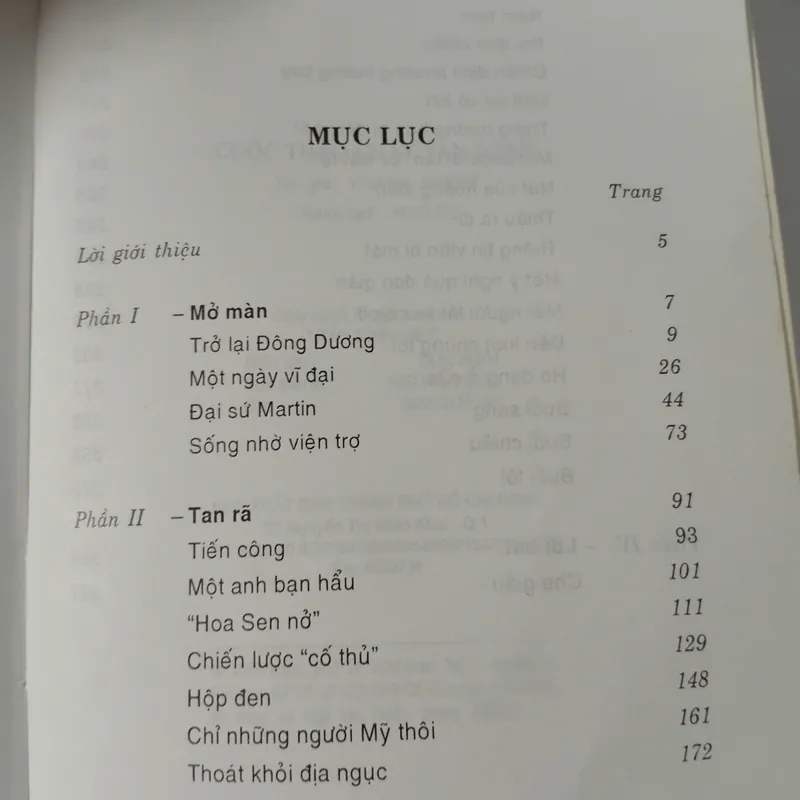 MỤC LỤC
Trang
Lời giới thiệu 5
Phần I – Mở màn 7
Trở lại Đông Dương 9
Một ngày vĩ đại 26
Đại sứ Martin 44
Sống nhờ viện trợ 73
Phần II – Tan rã 91
Tiến công 93
Một anh bạn hẩu 101
“Hoa Sen nở” 111
Chiến lược “cố thủ” 129
Hộp đen 148
Chỉ những người Mỹ thôi 161
Thoát khỏi địa ngục 172